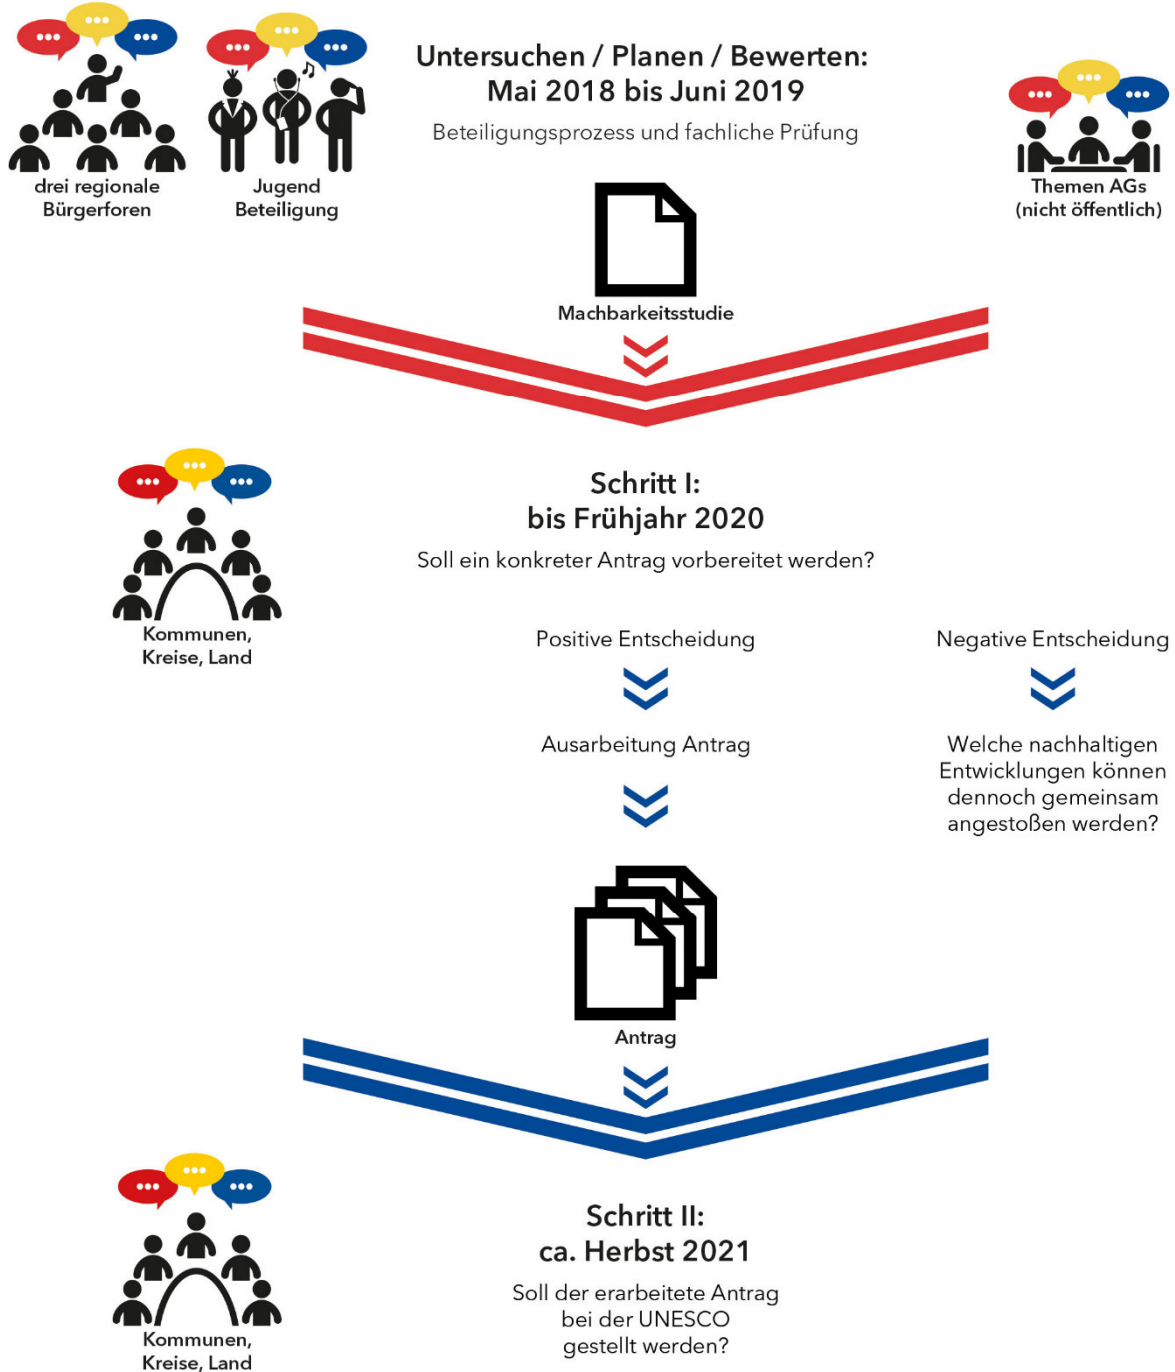 Untersuchen / Planen / Bewerten:
Mai 2018 bis Juni 2019
Beteiligungsprozess und fachliche Prüfung
drei regionale
Bürgerforen
Jugend
Beteiligung
Themen AGs
(nicht öffentlich)
Machbarkeitsstudie
Schritt I:
bis Frühjahr 2020
Soll ein konkreter Antrag vorbereitet werden?
Kommunen,
Kreise, Land
Positive Entscheidung
Negative Entscheidung
Ausarbeitung Antrag
Welche nachhaltigen
Entwicklungen können
dennoch gemeinsam
angestoßen werden?
Antrag
Schritt II:
ca. Herbst 2021
Soll der erarbeitete Antrag
bei der UNESCO
gestellt werden?
Kommunen,
Kreise, Land